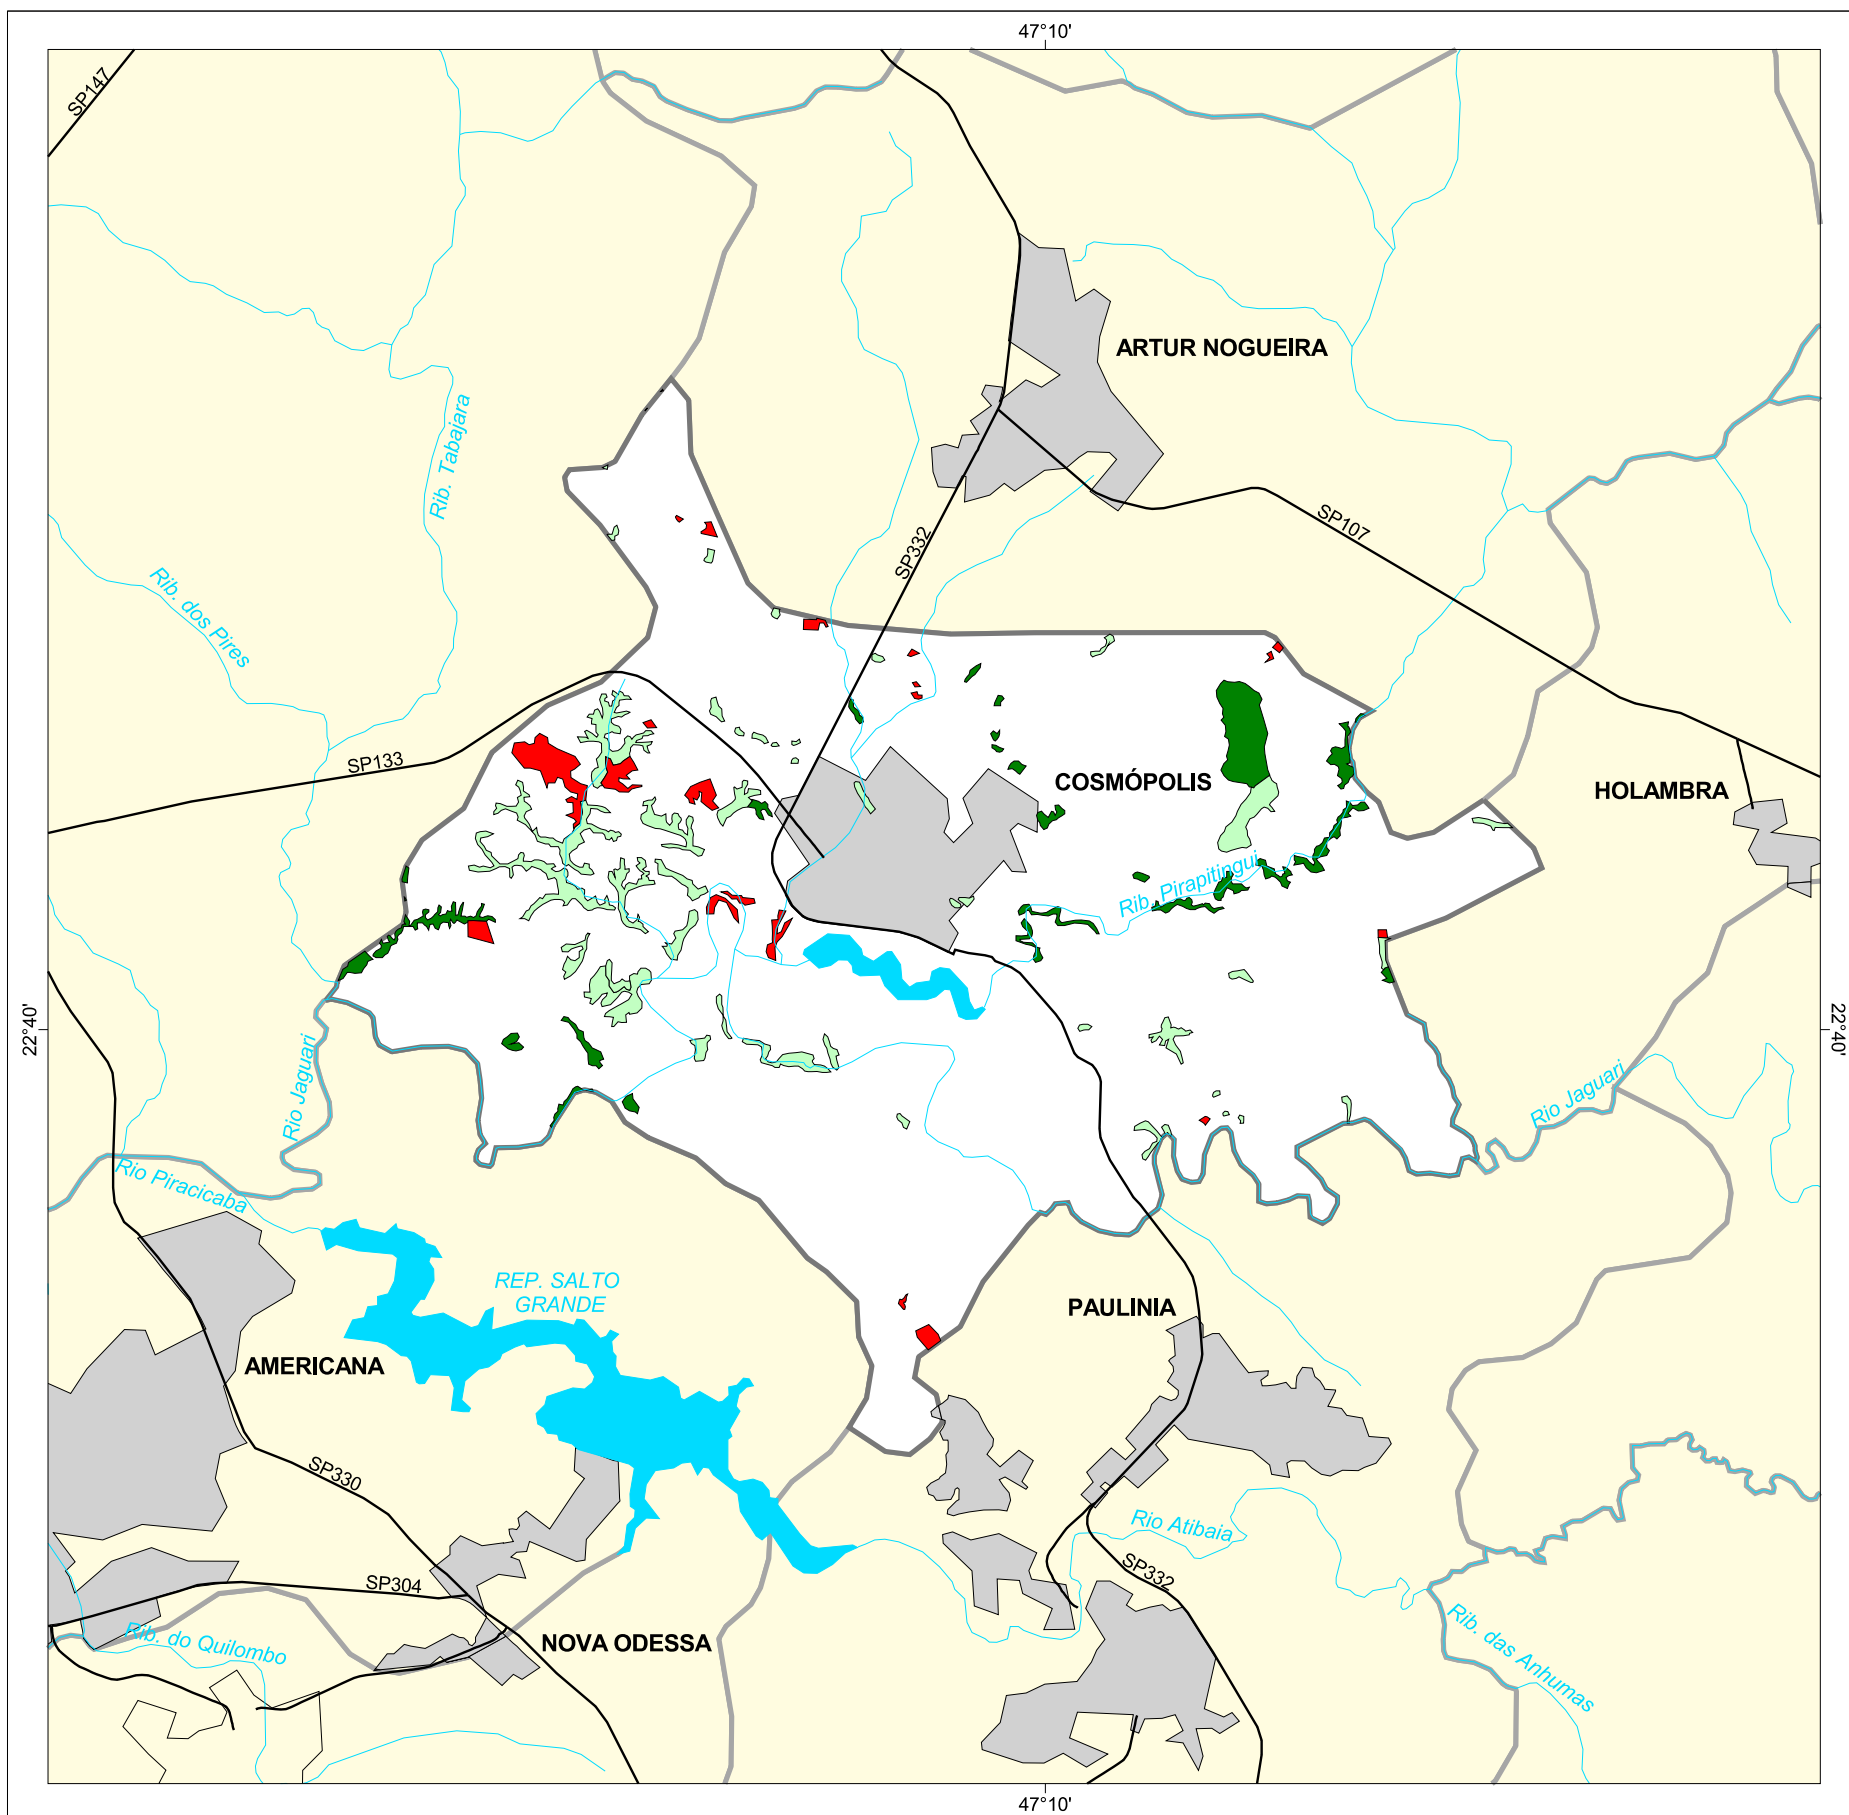 47°10'
SP147
ARTUR NOGUEIRA
Rib. Tabajara
SP332
SP107
Rib. dos Pires
SP133
COSMÓPOLIS
HOLAMBRA
Rib. Pirapitingui
22°40'
22°40'
Rio Jaguari
Rio Jaguari
Rio Piracicaba
REP. SALTO
GRANDE
PAULINIA
AMERICANA
SP330
Rio Atibaia
SP332
SP304
Rib. do Quilombo
NOVA ODESSA
Rib. das Anhumas
47°10'